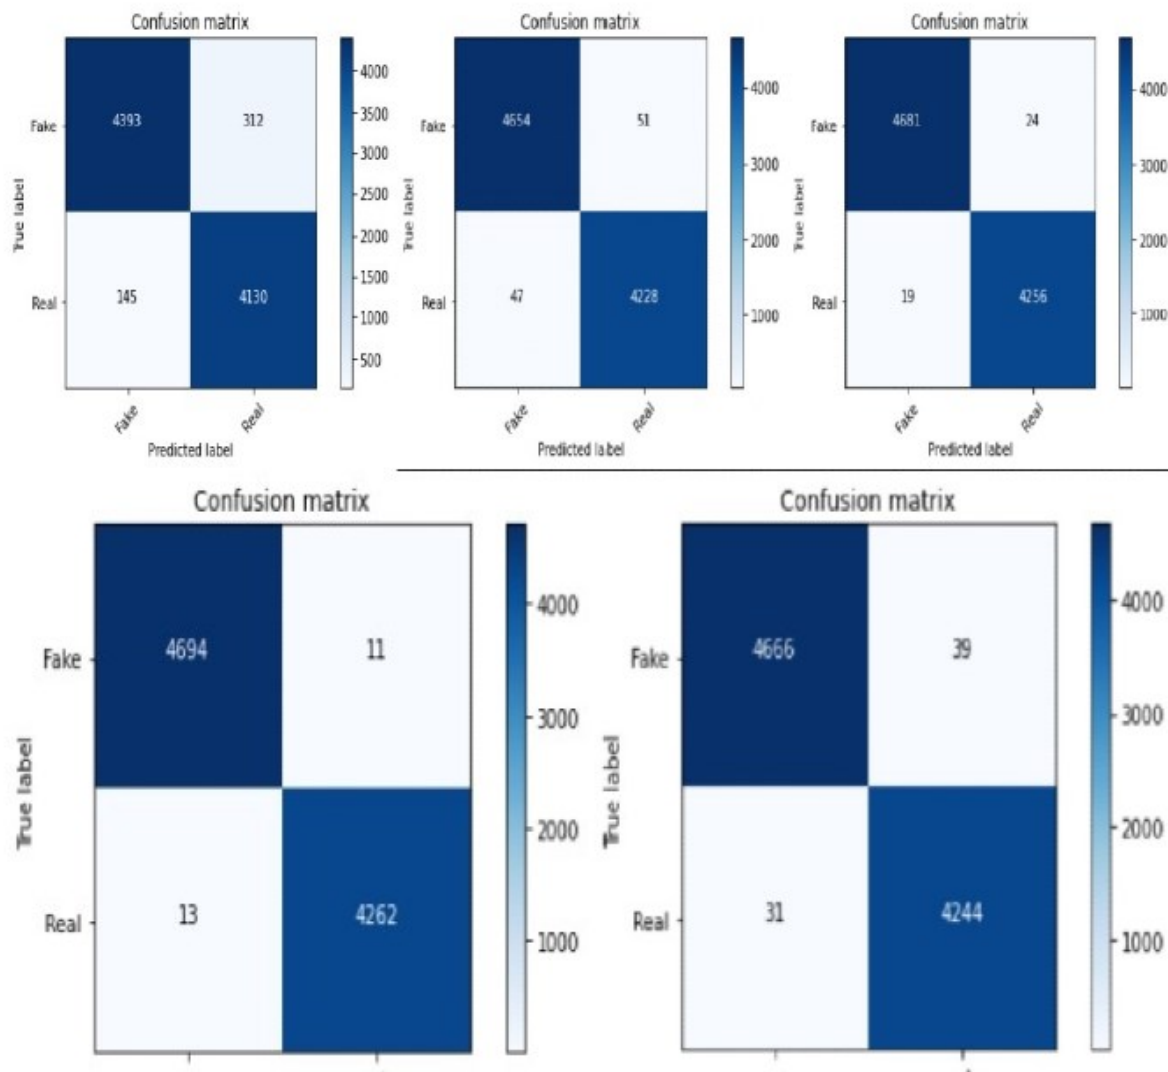 Confusion matrix
4000
3500
3000
2500
2000
1500
1000
500
Fake
4393
312
True label
Real
145
4130
Fake
Real
Predicted label
Confusion matrix
4000
3000
2000
1000
Fake
4654
51
True label
Real
47
4228
Fake
Real
Predicted label
Confusion matrix
4000
3000
2000
1000
Fake
4681
24
True label
Real
19
4256
Fake
Real
Predicted label
Confusion matrix
4000
3000
2000
1000
Fake
4694
11
True label
Real
13
4262
Confusion matrix
4000
3000
2000
1000
Fake
4666
39
True label
Real
31
4244